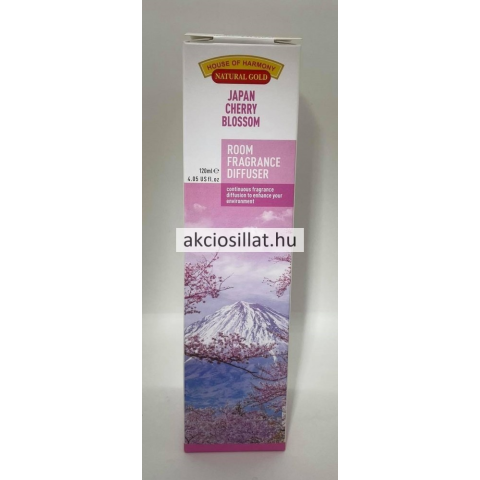 HOUSE OF HARMONY
NATURAL GOLD
JAPAN
CHERRY
BLOSSOM
120ml ℮
4.05 US fl. oz
ROOM
FRAGRANCE
DIFFUSER
continuous fragrance
diffusion to enhance your
environment
akciosillat.hu